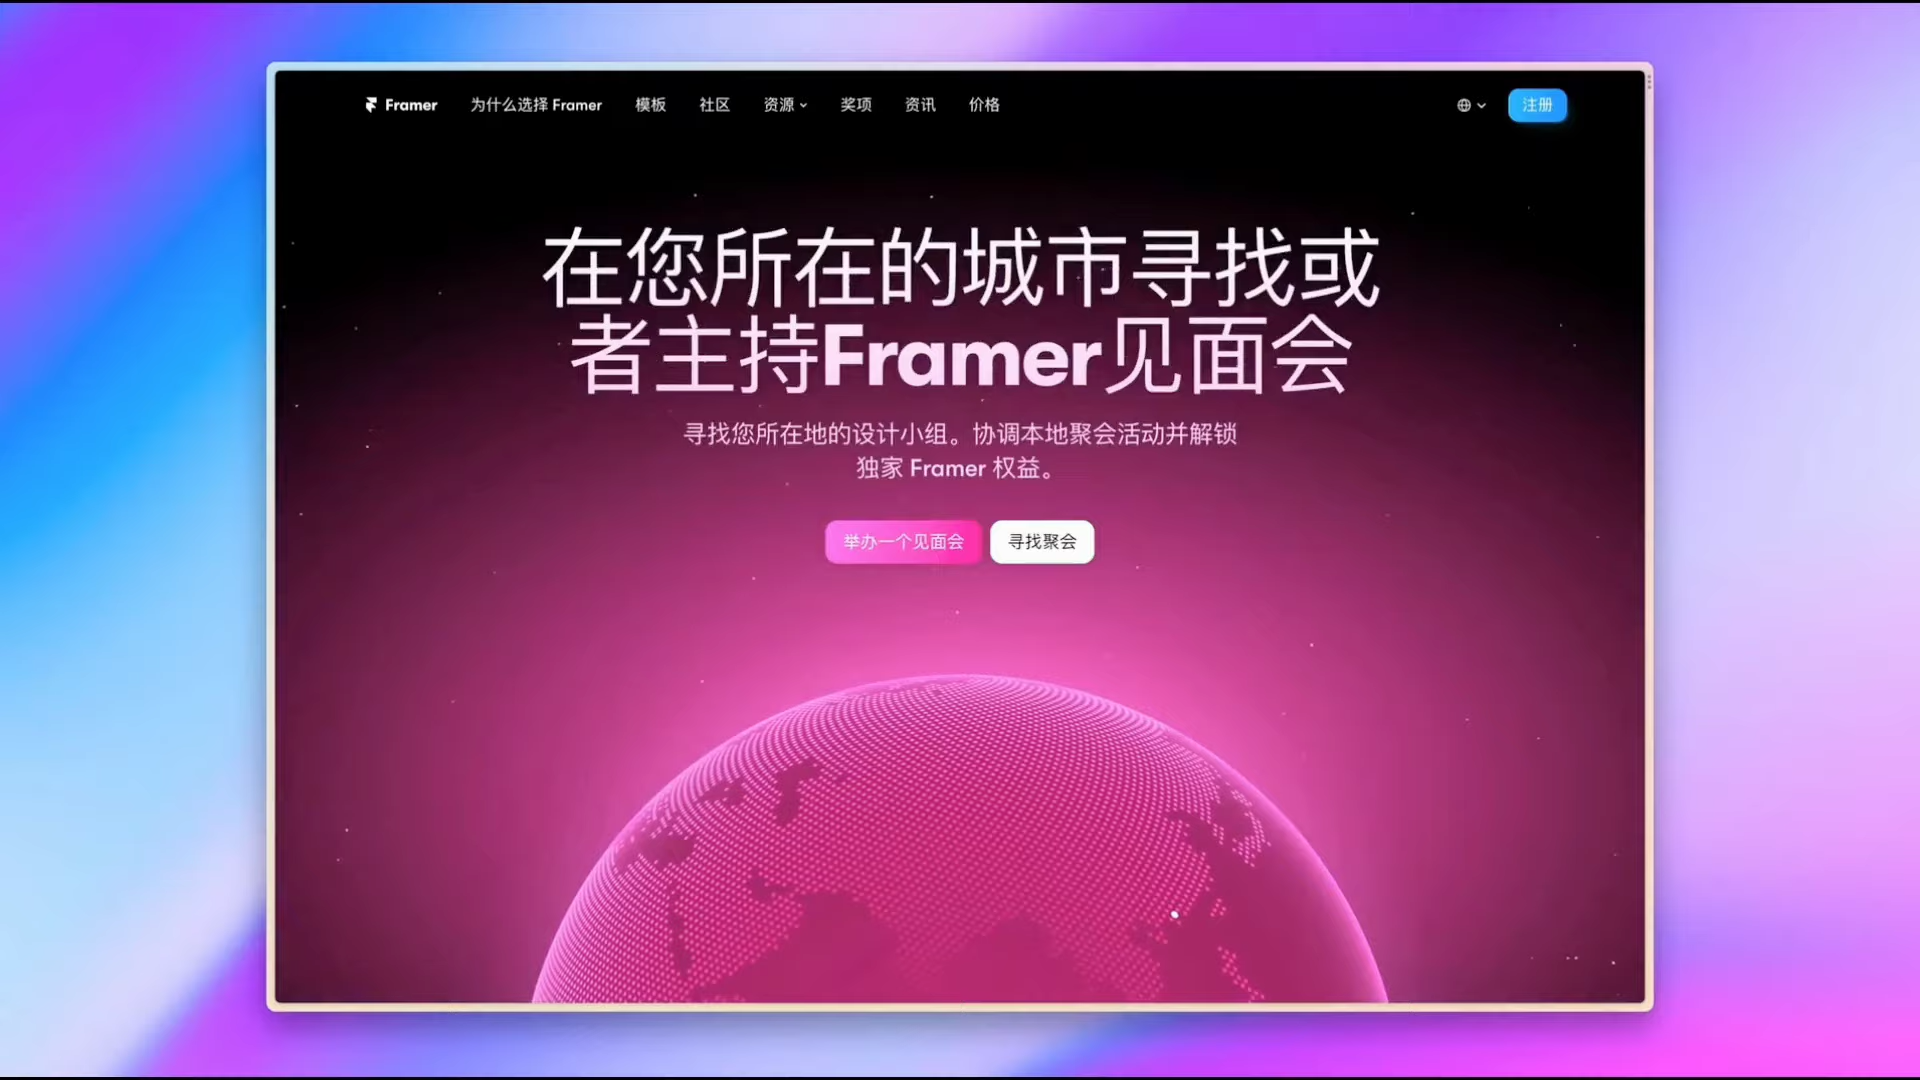 Framer 为什么选择 Framer 模板 社区 资源 奖项 资讯 价格 注册
在您所在的城市寻找或
者主持Framer见面会
寻找您所在地的设计小组。协调本地聚会活动并解锁
独家 Framer 权益。
举办一个见面会 寻找聚会